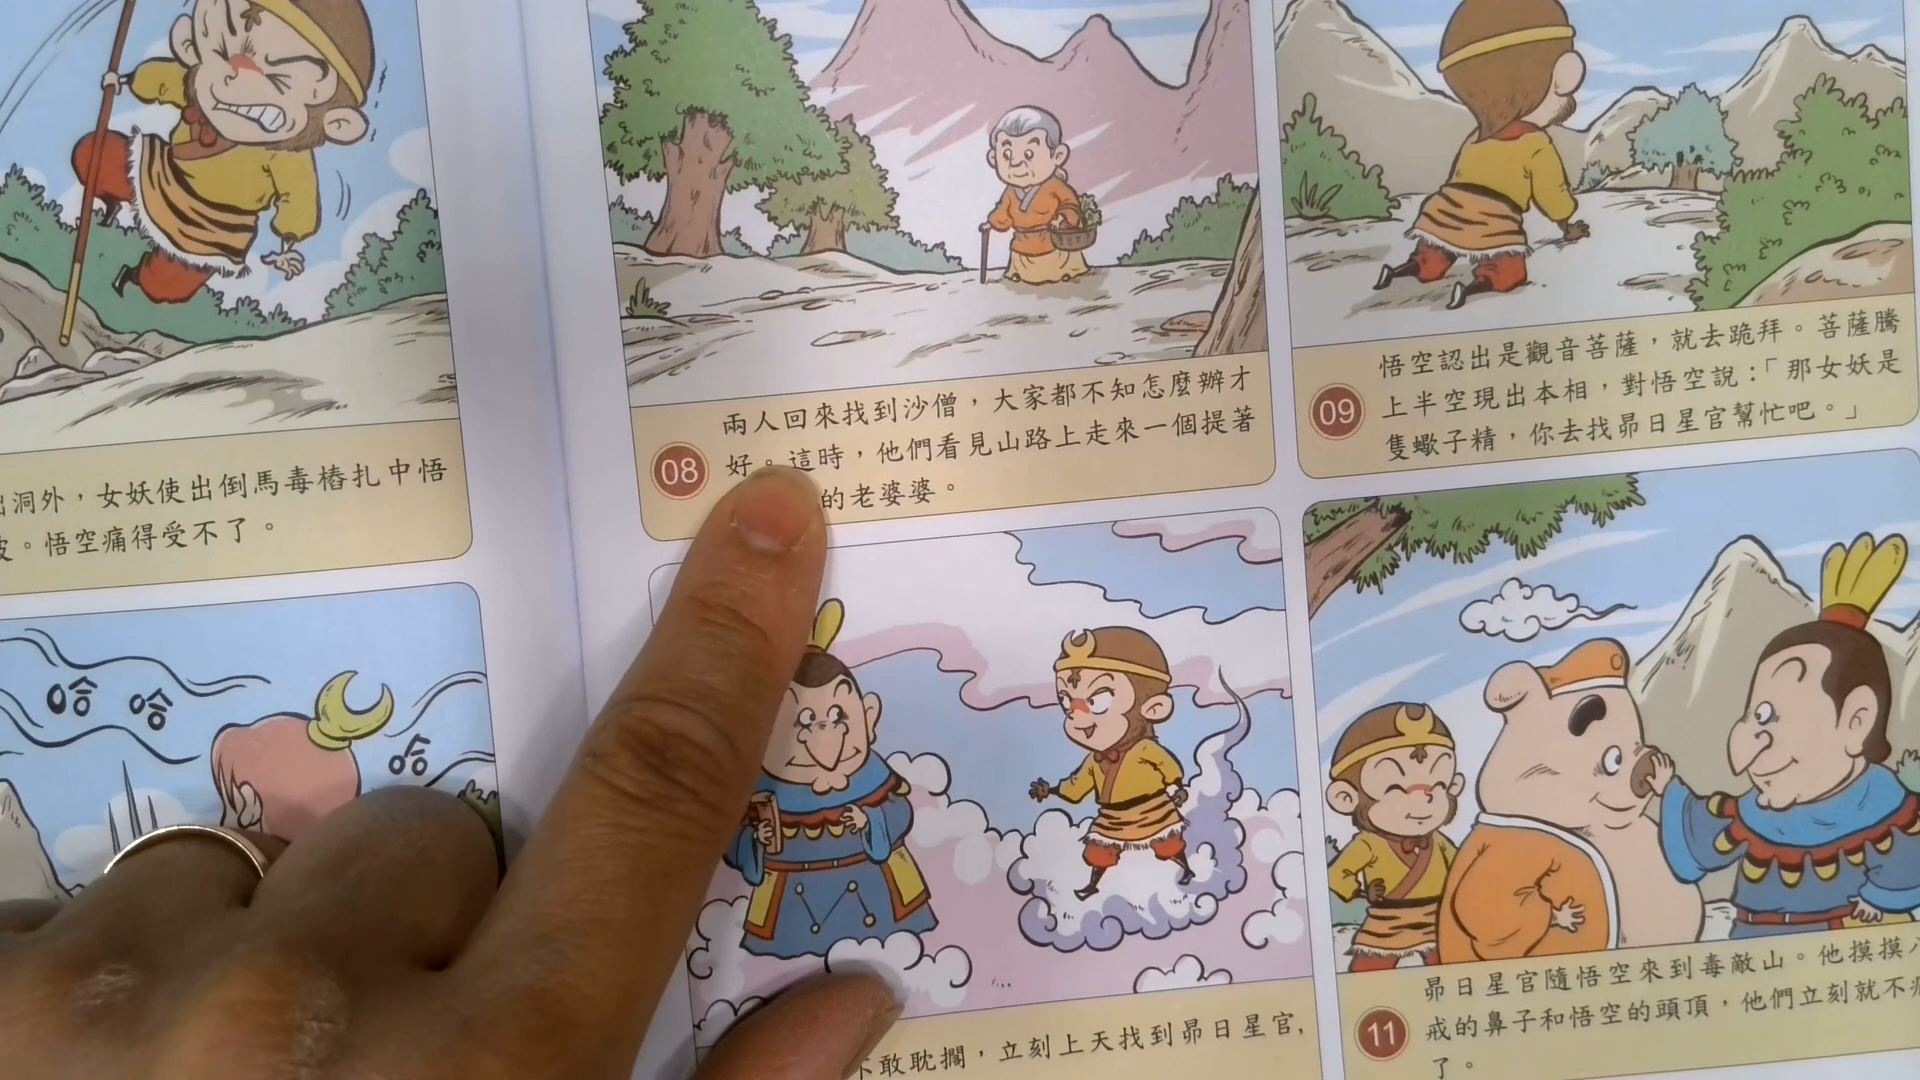 出洞外，女妖使出倒馬毒樁扎中悟
。悟空痛得受不了。
哈 哈
哈
08
兩人回來找到沙僧，大家都不知怎麼辦才
好。這時，他們看見山路上走來一個提著
的老婆婆。
09
悟空認出是觀音菩薩，就去跪拜。菩薩騰
上半空現出本相，對悟空說：「那女妖是
隻蠍子精，你去找昴日星官幫忙吧。」
不敢耽擱，立刻上天找到昴日星官，
11
昴日星官隨悟空來到毒敵山。他摸摸八
戒的鼻子和悟空的頭頂，他們立刻就不痛
了。